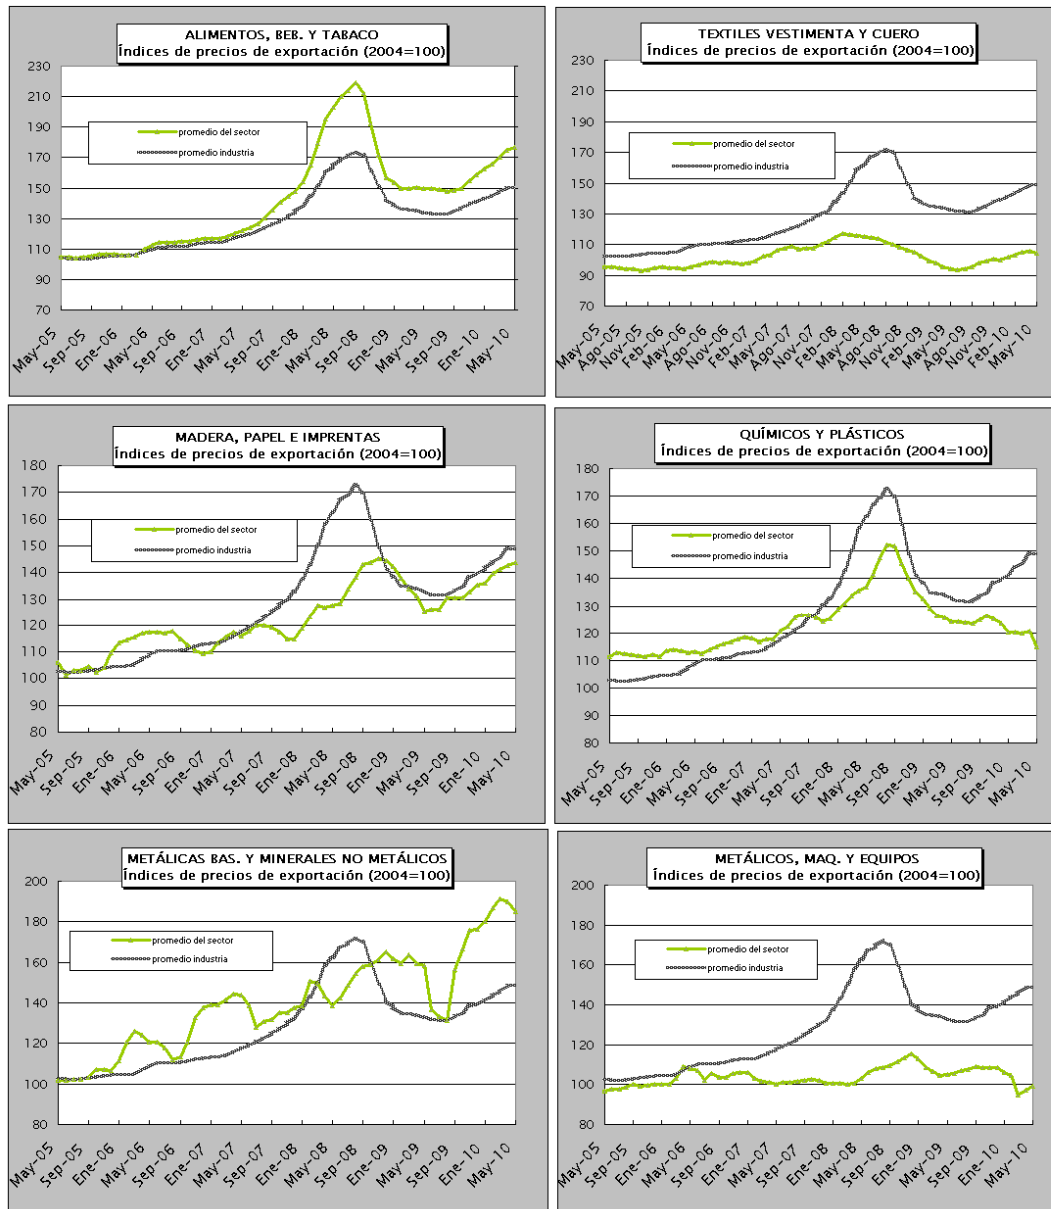 ALIMENTOS, BEB. Y TABACO
Índices de precios de exportación (2004=100)
230
210
190
170
150
130
110
90
70
promedio del sector
promedio industria
May-05
Sep-05
Ene-06
May-06
Sep-06
Ene-07
May-07
Sep-07
Ene-08
May-08
Sep-08
Ene-09
May-09
Sep-09
Ene-10
May-10
TEXTILES VESTIMENTA Y CUERO
Índices de precios de exportación (2004=100)
230
210
190
170
150
130
110
90
70
promedio del sector
promedio industria
May-05
Ago-05
Nov-05
Feb-06
May-06
Ago-06
Nov-06
Feb-07
May-07
Ago-07
Nov-07
Feb-08
May-08
Ago-08
Nov-08
Feb-09
May-09
Ago-09
Nov-09
Feb-10
May-10
MADERA, PAPEL E IMPRENTAS
Índices de precios de exportación (2004=100)
180
170
160
150
140
130
120
110
100
90
80
promedio del sector
promedio industria
May-05
Sep-05
Ene-06
May-06
Sep-06
Ene-07
May-07
Sep-07
Ene-08
May-08
Sep-08
Ene-09
May-09
Sep-09
Ene-10
May-10
QUÍMICOS Y PLÁSTICOS
Índices de precios de exportación (2004=100)
180
170
160
150
140
130
120
110
100
90
80
promedio del sector
promedio industria
May-05
Sep-05
Ene-06
May-06
Sep-06
Ene-07
May-07
Sep-07
Ene-08
May-08
Sep-08
Ene-09
May-09
Sep-09
Ene-10
May-10
METÁLICAS BAS. Y MINERALES NO METÁLICOS
Índices de precios de exportación (2004=100)
200
180
160
140
120
100
80
promedio del sector
promedio industria
May-05
Sep-05
Ene-06
May-06
Sep-06
Ene-07
May-07
Sep-07
Ene-08
May-08
Sep-08
Ene-09
May-09
Sep-09
Ene-10
May-10
METÁLICOS, MAQ. Y EQUIPOS
Índices de precios de exportación (2004=100)
200
180
160
140
120
100
80
promedio del sector
promedio industria
May-05
Sep-05
Ene-06
May-06
Sep-06
Ene-07
May-07
Sep-07
Ene-08
May-08
Sep-08
Ene-09
May-09
Sep-09
Ene-10
May-10